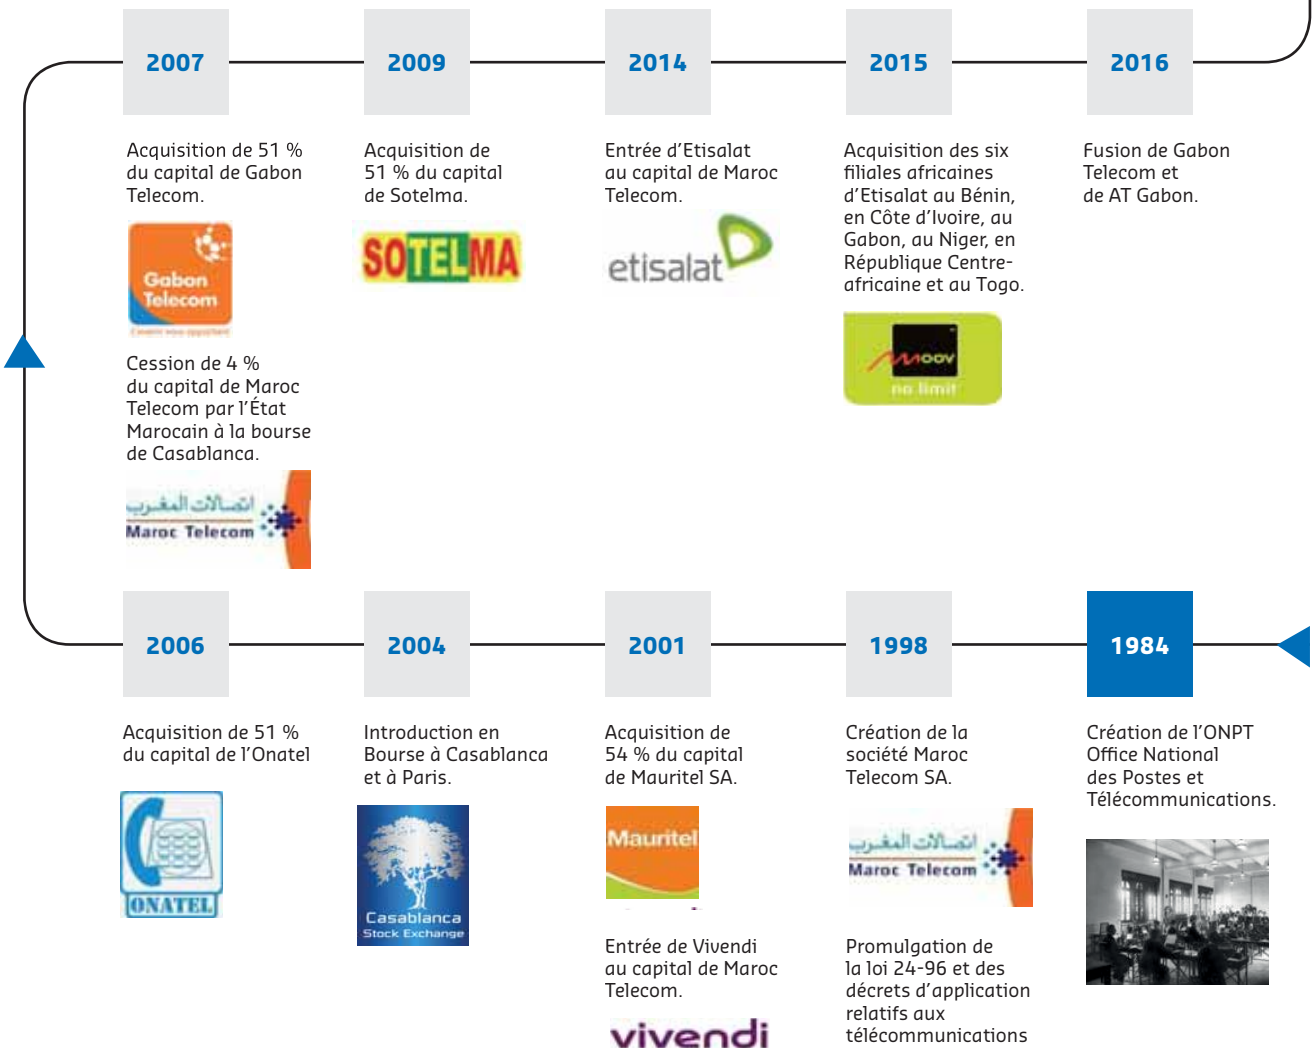 2007
2009
2014
2015
2016
Acquisition de 51 %
du capital de Gabon
Telecom.
Gabon
Telecom
Cession de 4 %
du capital de Maroc
Telecom par l'État
Marocain à la bourse
de Casablanca.
اتصالات المغرب
Maroc Telecom
Acquisition de
51 % du capital
de Sotelma.
SOTELMA
Entrée d'Etisalat
au capital de Maroc
Telecom.
etisalat
Acquisition des six
filiales africaines
d'Etisalat au Bénin,
en Côte d'Ivoire, au
Gabon, au Niger, en
République Centre-
africaine et au Togo.
MOOV
no limit
Fusion de Gabon
Telecom et
de AT Gabon.
2006
2004
2001
1998
1984
Acquisition de 51 %
du capital de l'Onatel
ONATEL
Introduction en
Bourse à Casablanca
et à Paris.
Casablanca
Stock Exchange
Acquisition de
54 % du capital
de Mauritel SA.
Mauritel
Entrée de Vivendi
au capital de Maroc
Telecom.
vivendi
Création de la
société Maroc
Telecom SA.
اتصالات المغرب
Maroc Telecom
Promulgation de
la loi 24-96 et des
décrets d'application
relatifs aux
télécommunications
Création de l'ONPT
Office National
des Postes et
Télécommunications.